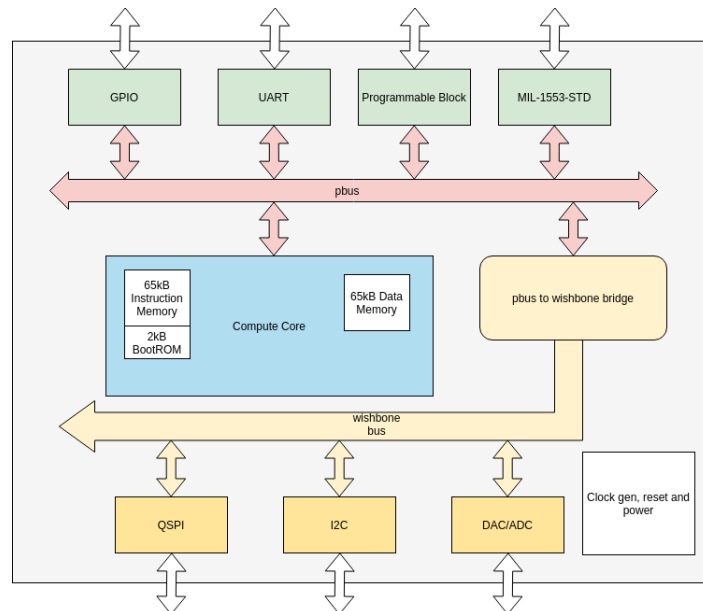 GPIO
UART
Programmable Block
MIL-1553-STD
pbus
65kB
Instruction
Memory
2kB
BootROM
Compute Core
65kB Data
Memory
pbus to wishbone bridge
wishbone
bus
Clock gen, reset and
power
QSPI
I2C
DAC/ADC